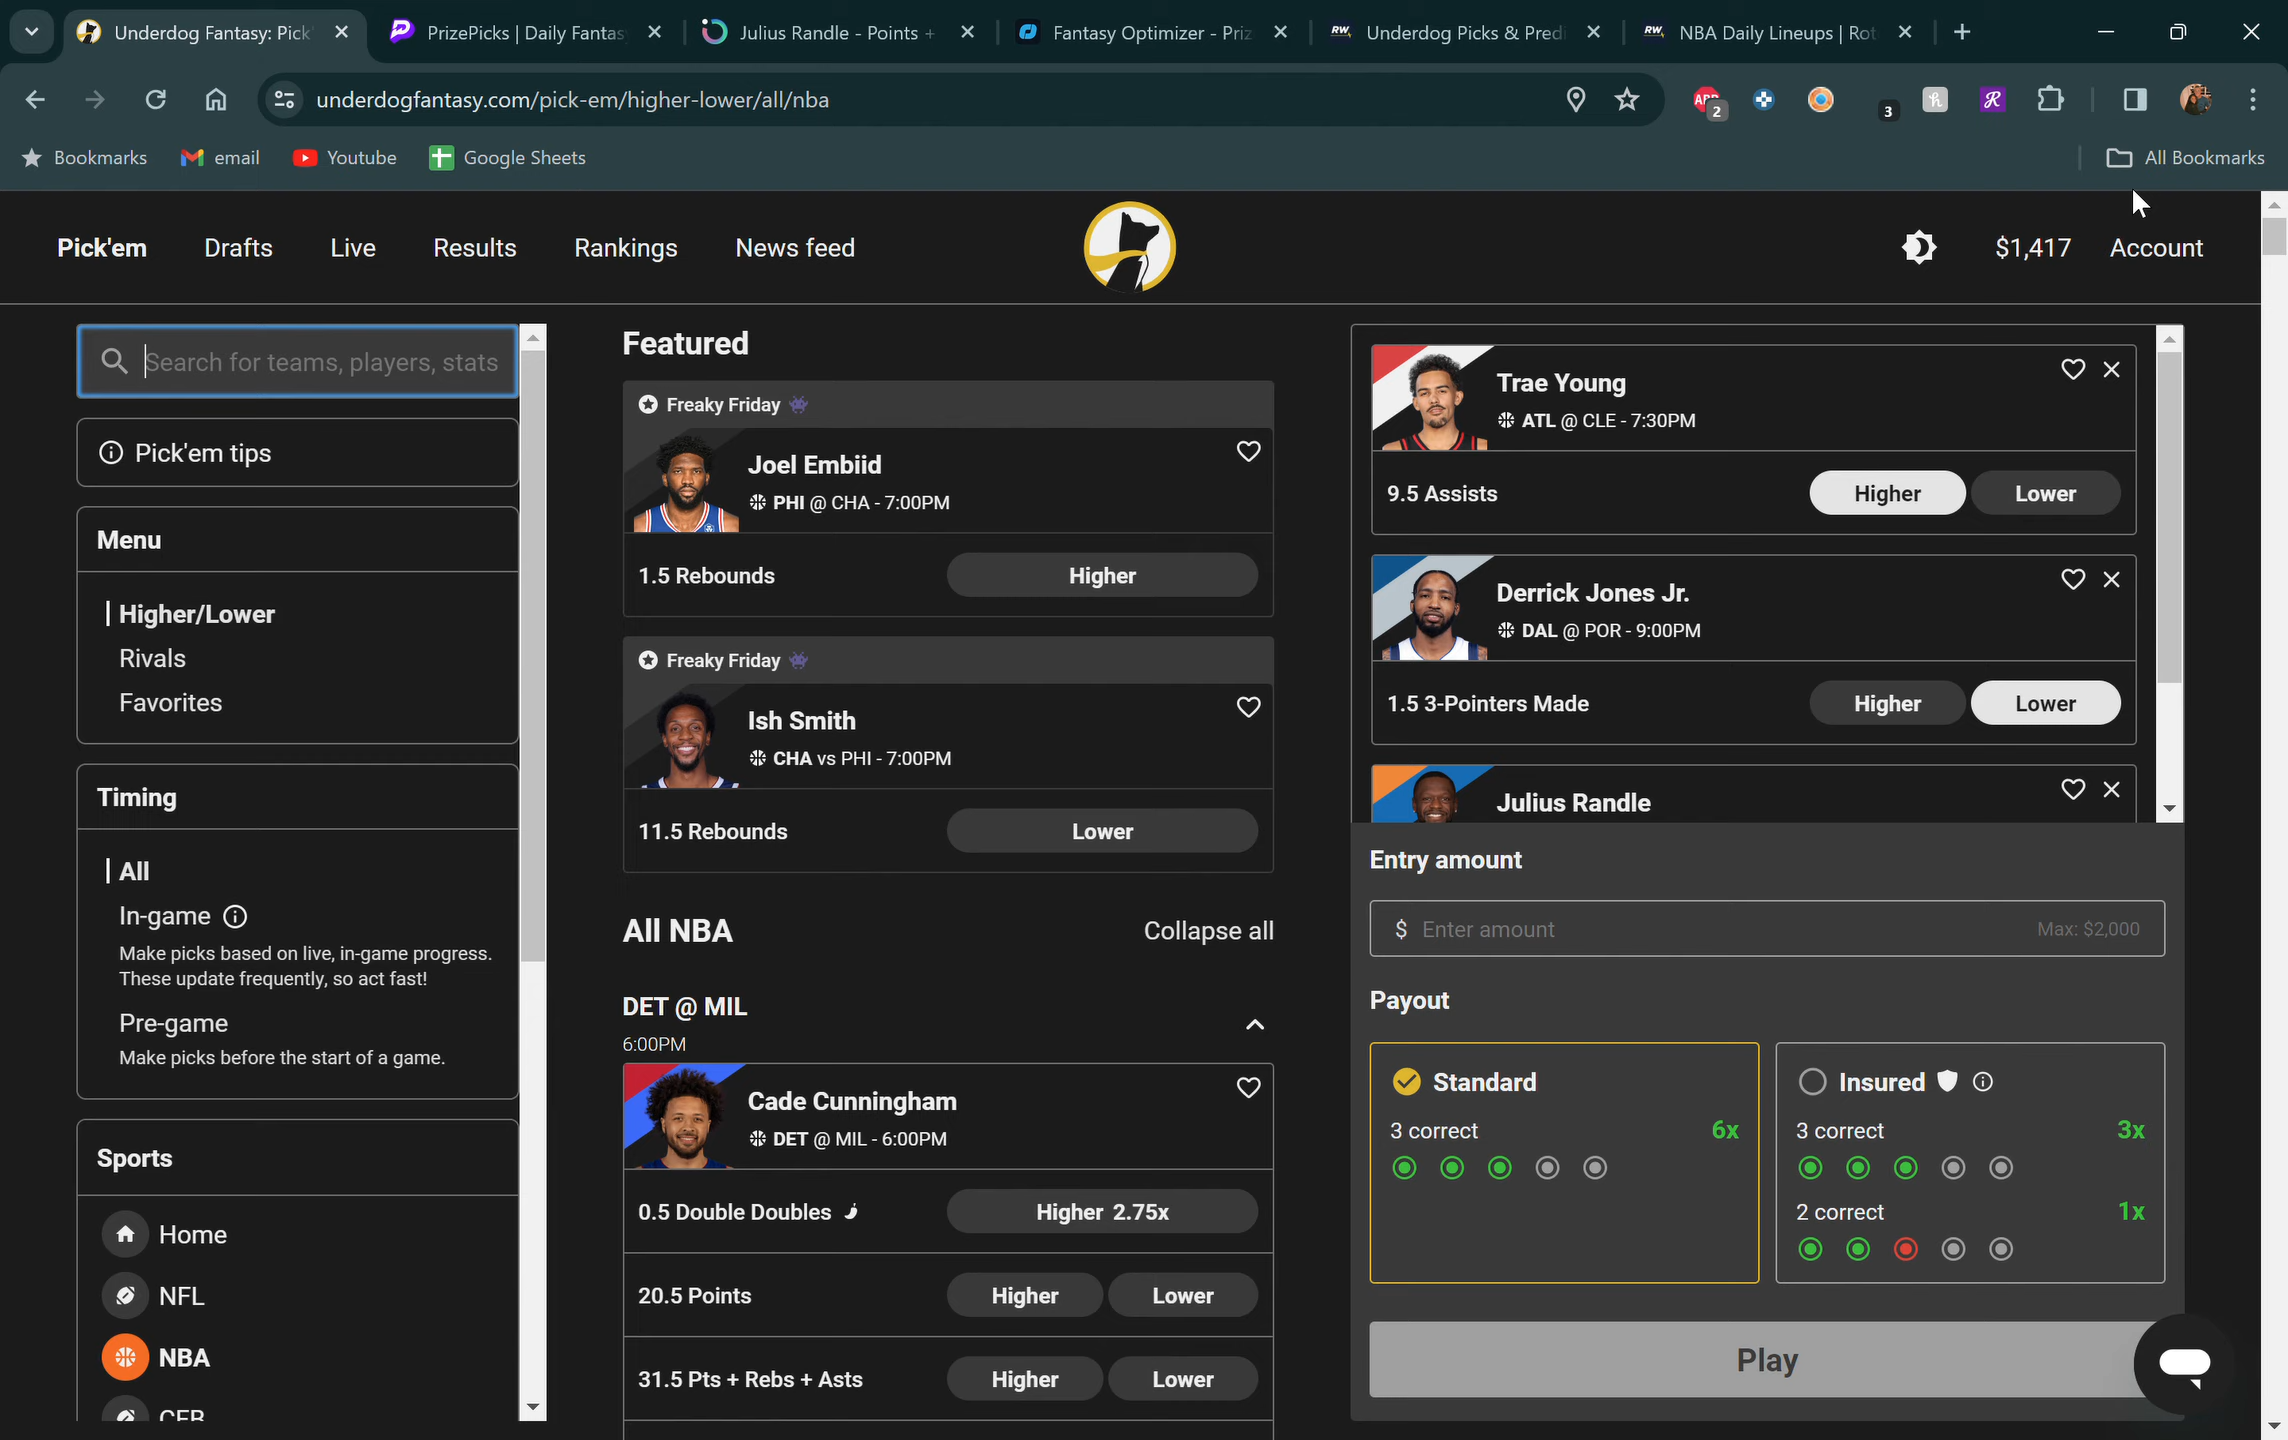 Underdog Fantasy: Pick'
PrizePicks | Daily Fantas
Julius Randle - Points +
Fantasy Optimizer - Priz
RW
Underdog Picks & Predi
RW
NBA Daily Lineups | Rot
underdogfantasy.com/pick-em/higher-lower/all/nba
ABP
2
3
h
R
Bookmarks
email
Youtube
Google Sheets
All Bookmarks
Pick'em
Drafts
Live
Results
Rankings
News feed
$1,417
Account
Search for teams, players, stats
Pick'em tips
Menu
Higher/Lower
Rivals
Favorites
Timing
All
In-game
Make picks based on live, in-game progress.
These update frequently, so act fast!
Pre-game
Make picks before the start of a game.
Sports
Home
NFL
NBA
CFB
Featured
Freaky Friday
Joel Embiid
PHI @ CHA - 7:00PM
1.5 Rebounds
Higher
Freaky Friday
Ish Smith
CHA vs PHI - 7:00PM
11.5 Rebounds
Lower
All NBA
Collapse all
DET @ MIL
6:00PM
Cade Cunningham
DET @ MIL - 6:00PM
0.5 Double Doubles
Higher 2.75x
20.5 Points
Higher
Lower
31.5 Pts + Rebs + Asts
Higher
Lower
Trae Young
ATL @ CLE - 7:30PM
9.5 Assists
Higher
Lower
Derrick Jones Jr.
DAL @ POR - 9:00PM
1.5 3-Pointers Made
Higher
Lower
Julius Randle
Entry amount
$ Enter amount
Max: $2,000
Payout
Standard
3 correct
6x
Insured
3 correct
3x
2 correct
1x
Play